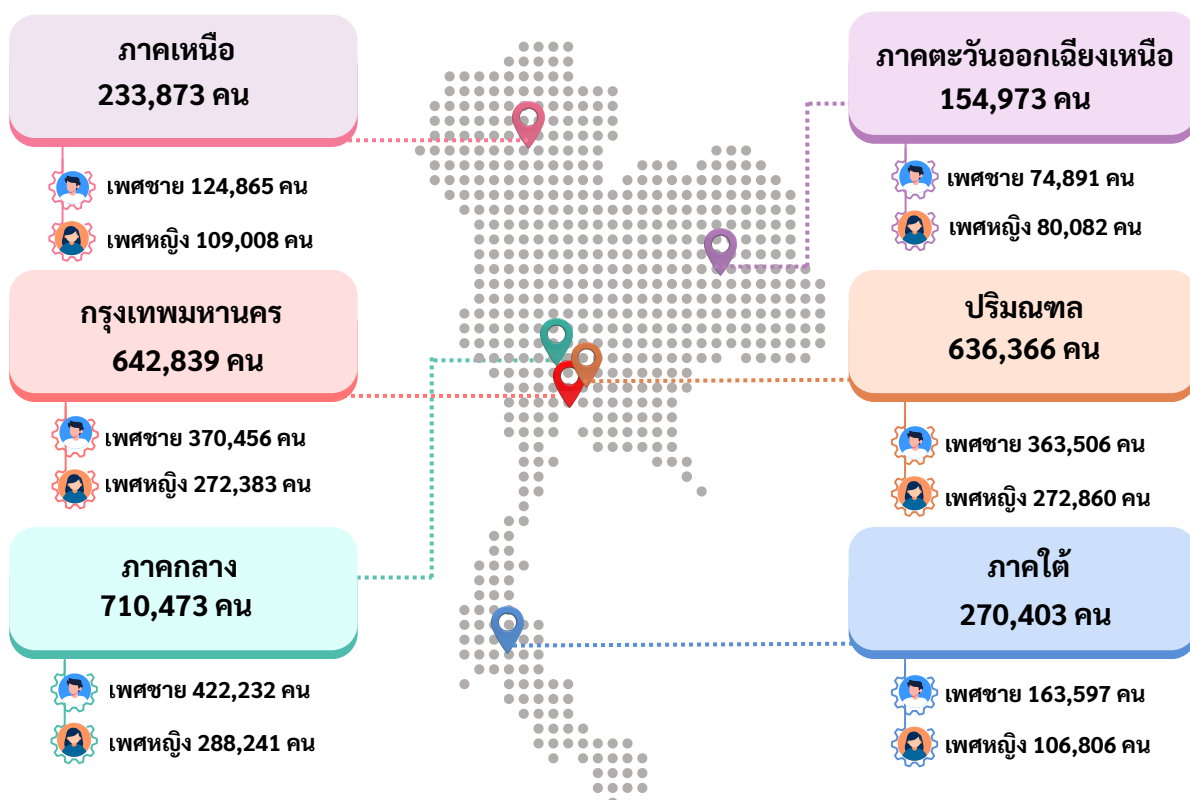 ภาคเหนือ
233,873 คน
เพศชาย 124,865 คน
เพศหญิง 109,008 คน
กรุงเทพมหานคร
642,839 คน
เพศชาย 370,456 คน
เพศหญิง 272,383 คน
ภาคกลาง
710,473 คน
เพศชาย 422,232 คน
เพศหญิง 288,241 คน
ภาคตะวันออกเฉียงเหนือ
154,973 คน
เพศชาย 74,891 คน
เพศหญิง 80,082 คน
ปริมณฑล
636,366 คน
เพศชาย 363,506 คน
เพศหญิง 272,860 คน
ภาคใต้
270,403 คน
เพศชาย 163,597 คน
เพศหญิง 106,806 คน